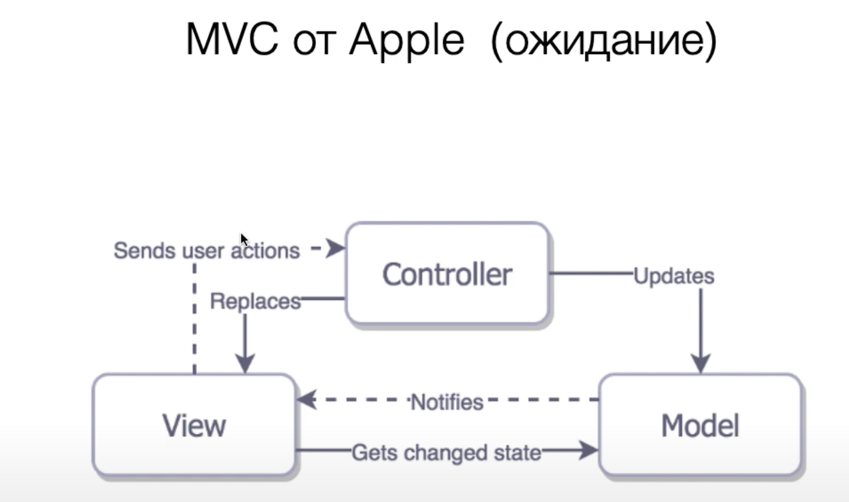 MVC от Apple (ожидание)
Sends user actions
Controller
Updates
Replaces
View
Notifies
Model
Gets changed state